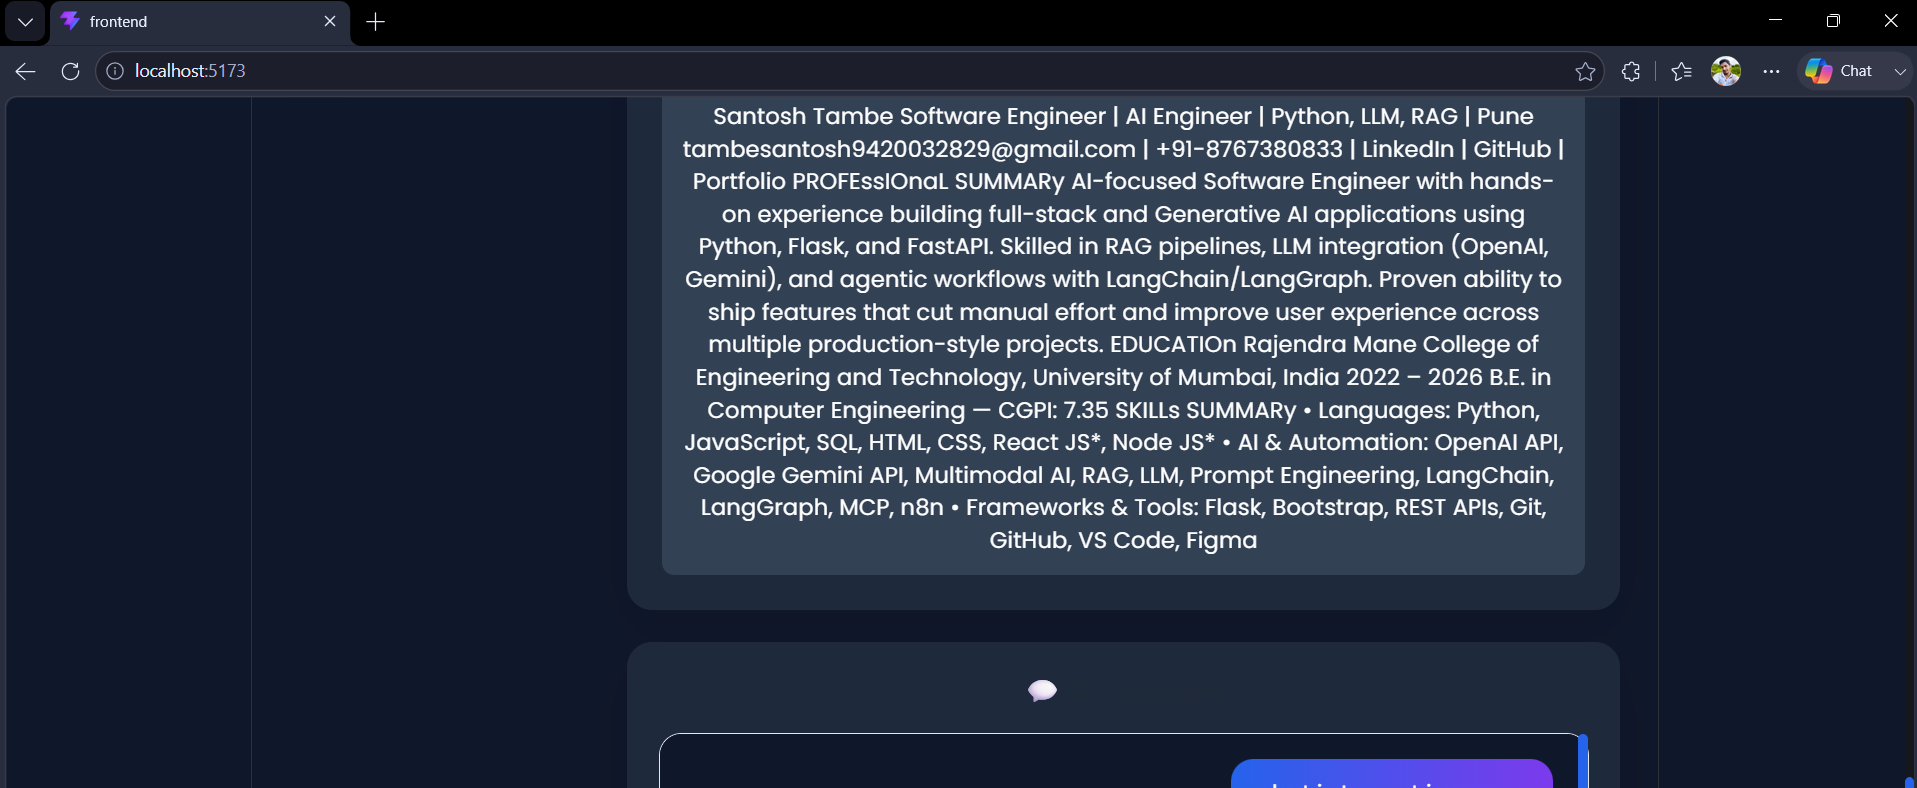 frontend
localhost:5173
Chat
Santosh Tambe Software Engineer | AI Engineer | Python, LLM, RAG | Pune
tambesantosh9420032829@gmail.com | +91-8767380833 | LinkedIn | GitHub |
Portfolio PROFEssIOnaL SUMMARy AI-focused Software Engineer with hands-
on experience building full-stack and Generative AI applications using
Python, Flask, and FastAPI. Skilled in RAG pipelines, LLM integration (OpenAI,
Gemini), and agentic workflows with LangChain/LangGraph. Proven ability to
ship features that cut manual effort and improve user experience across
multiple production-style projects. EDUCATIOn Rajendra Mane College of
Engineering and Technology, University of Mumbai, India 2022 – 2026 B.E. in
Computer Engineering — CGPI: 7.35 SKILLs SUMMARy • Languages: Python,
JavaScript, SQL, HTML, CSS, React JS*, Node JS* • AI & Automation: OpenAI API,
Google Gemini API, Multimodal AI, RAG, LLM, Prompt Engineering, LangChain,
LangGraph, MCP, n8n • Frameworks & Tools: Flask, Bootstrap, REST APIs, Git,
GitHub, VS Code, Figma